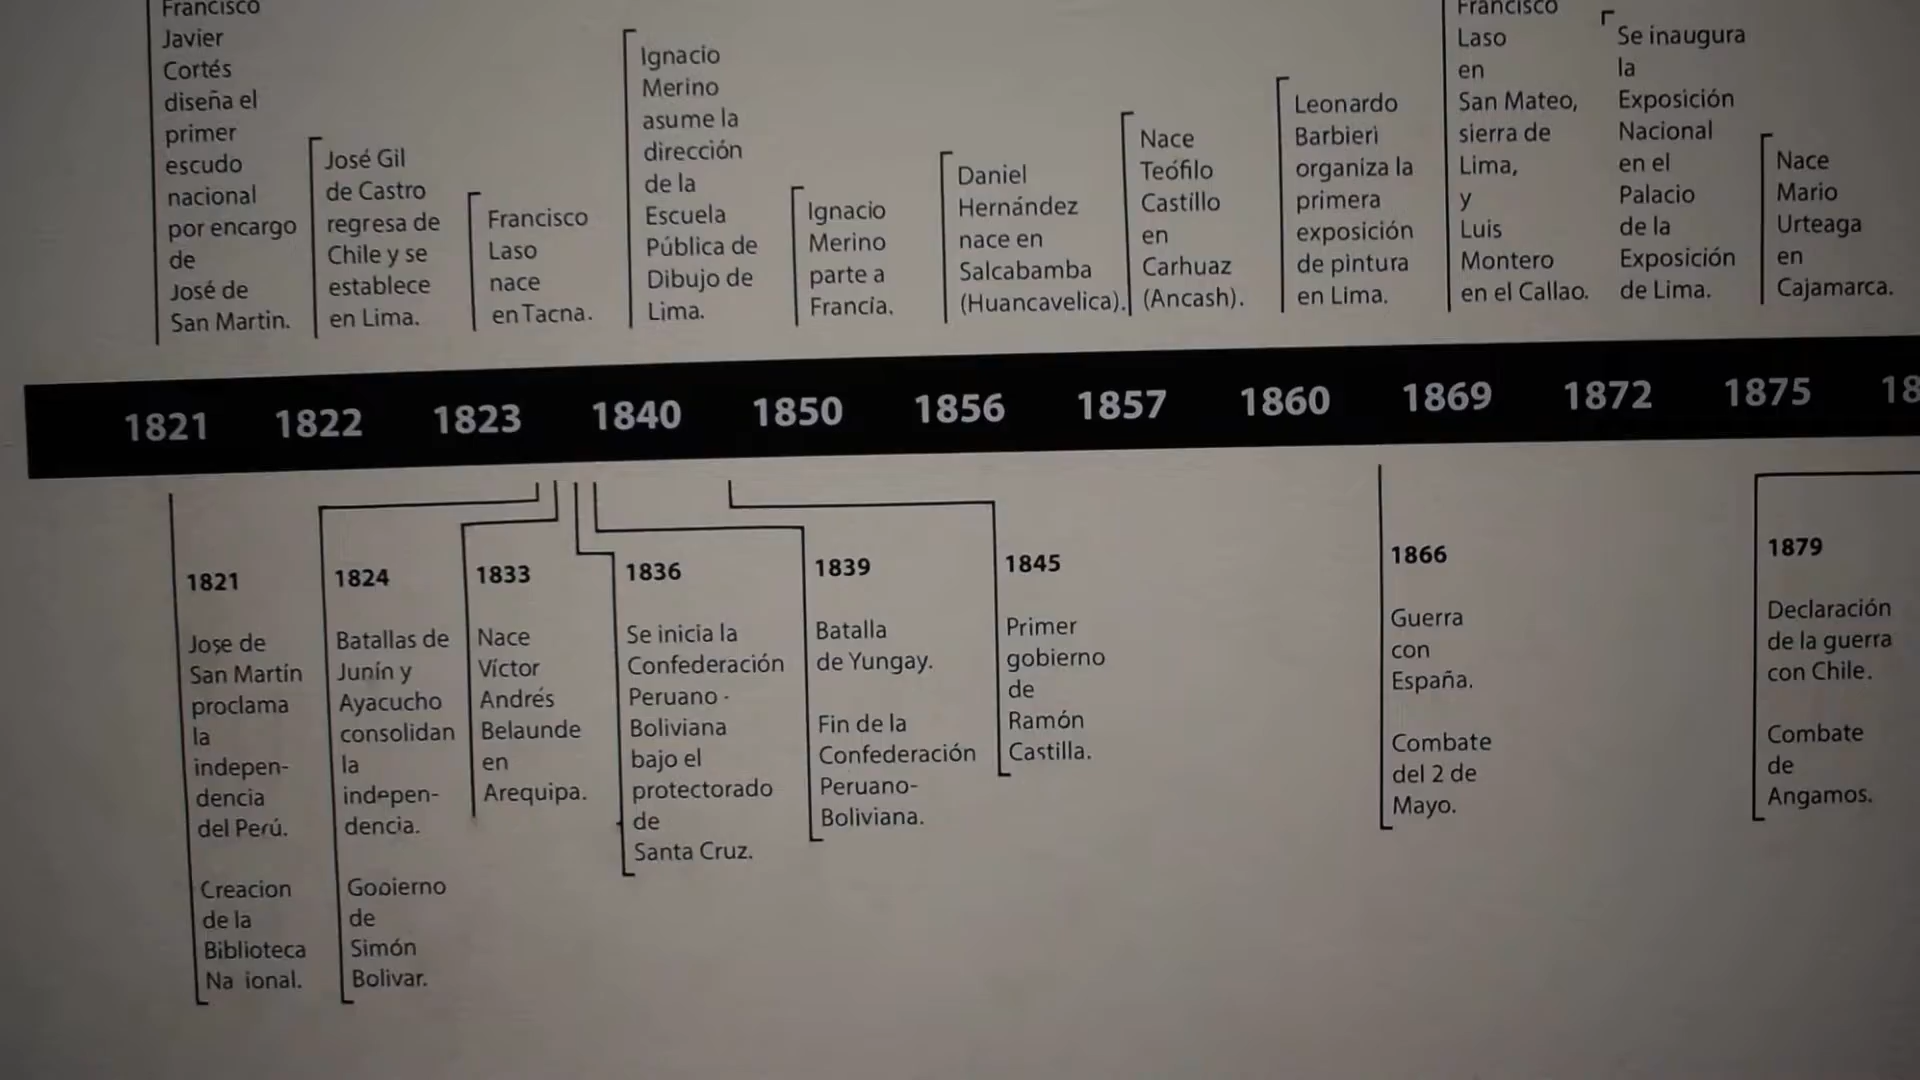 Francisco
Javier
Cortés
diseña el
primer
escudo
nacional
por encargo
de
José de
San Martin.
José Gil
de Castro
regresa de
Chile y se
establece
en Lima.
Francisco
Laso
nace
en Tacna.
Ignacio
Merino
asume la
dirección
de la
Escuela
Pública de
Dibujo de
Lima.
Ignacio
Merino
parte a
Francia.
Daniel
Hernández
nace en
Salcabamba
(Huancavelica).
Nace
Teófilo
Castillo
en
Carhuaz
(Ancash).
Leonardo
Barbieri
organiza la
primera
exposición
de pintura
en Lima.
Francisco
Laso
en
San Mateo,
sierra de
Lima,
y
Luis
Montero
en el Callao.
Se inaugura
la
Exposición
Nacional
en el
Palacio
de la
Exposición
de Lima.
Nace
Mario
Urteaga
en
Cajamarca.
1821 1822 1823 1840 1850 1856 1857 1860 1869 1872 1875 18
1821
Jose de
San Martín
proclama
la
indepen-
dencia
del Perú.
Creacion
de la
Biblioteca
Na ional.
1824
Batallas de
Junín y
Ayacucho
consolidan
la
indepen-
dencia.
Gobierno
de
Simón
Bolivar.
1833
Nace
Víctor
Andrés
Belaunde
en
Arequipa.
1836
Se inicia la
Confederación
Peruano -
Boliviana
bajo el
protectorado
de
Santa Cruz.
1839
Batalla
de Yungay.
Fin de la
Confederación
Peruano-
Boliviana.
1845
Primer
gobierno
de
Ramón
Castilla.
1866
Guerra
con
España.
Combate
del 2 de
Mayo.
1879
Declaración
de la guerra
con Chile.
Combate
de
Angamos.